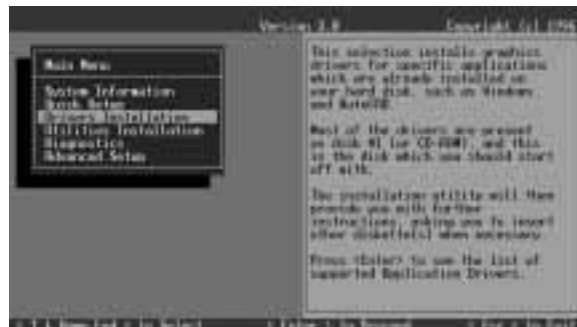 Version 3.0 Copyright (c) 1996
Main Menu
System Information
Quick Setup
Drivers Installation
Utilities Installation
Diagnostics
Advanced Setup
This selection installs graphics
drivers for specific applications
which are already installed on
your hard disk, such as Windows
and AutoCAD.
Most of the drivers are present
on disk #1 (or CD-ROM), and this
is the disk which you should start
off with.
The installation utility will then
provide you with further
instructions, asking you to insert
other diskette(s) when necessary.
Press <Enter> to see the list of
supported Application Drivers.